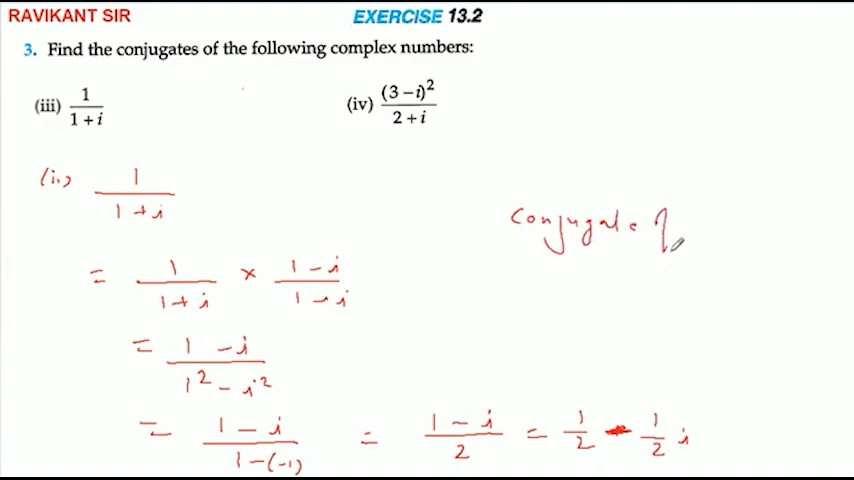 RAVIKANT SIR EXERCISE 13.2
3. Find the conjugates of the following complex numbers:
(iii) 1/(1 + i) (iv) (3 – i)²/(2 + i)
1/(1 + i)
Conjugate
= 1/(1 + i) × (1 – i)/(1 – i)
= (1 – i)/(1² – i²)
= (1 – i)/(1 – (–1)) = (1 – i)/2 = 1/2 – 1/2 i